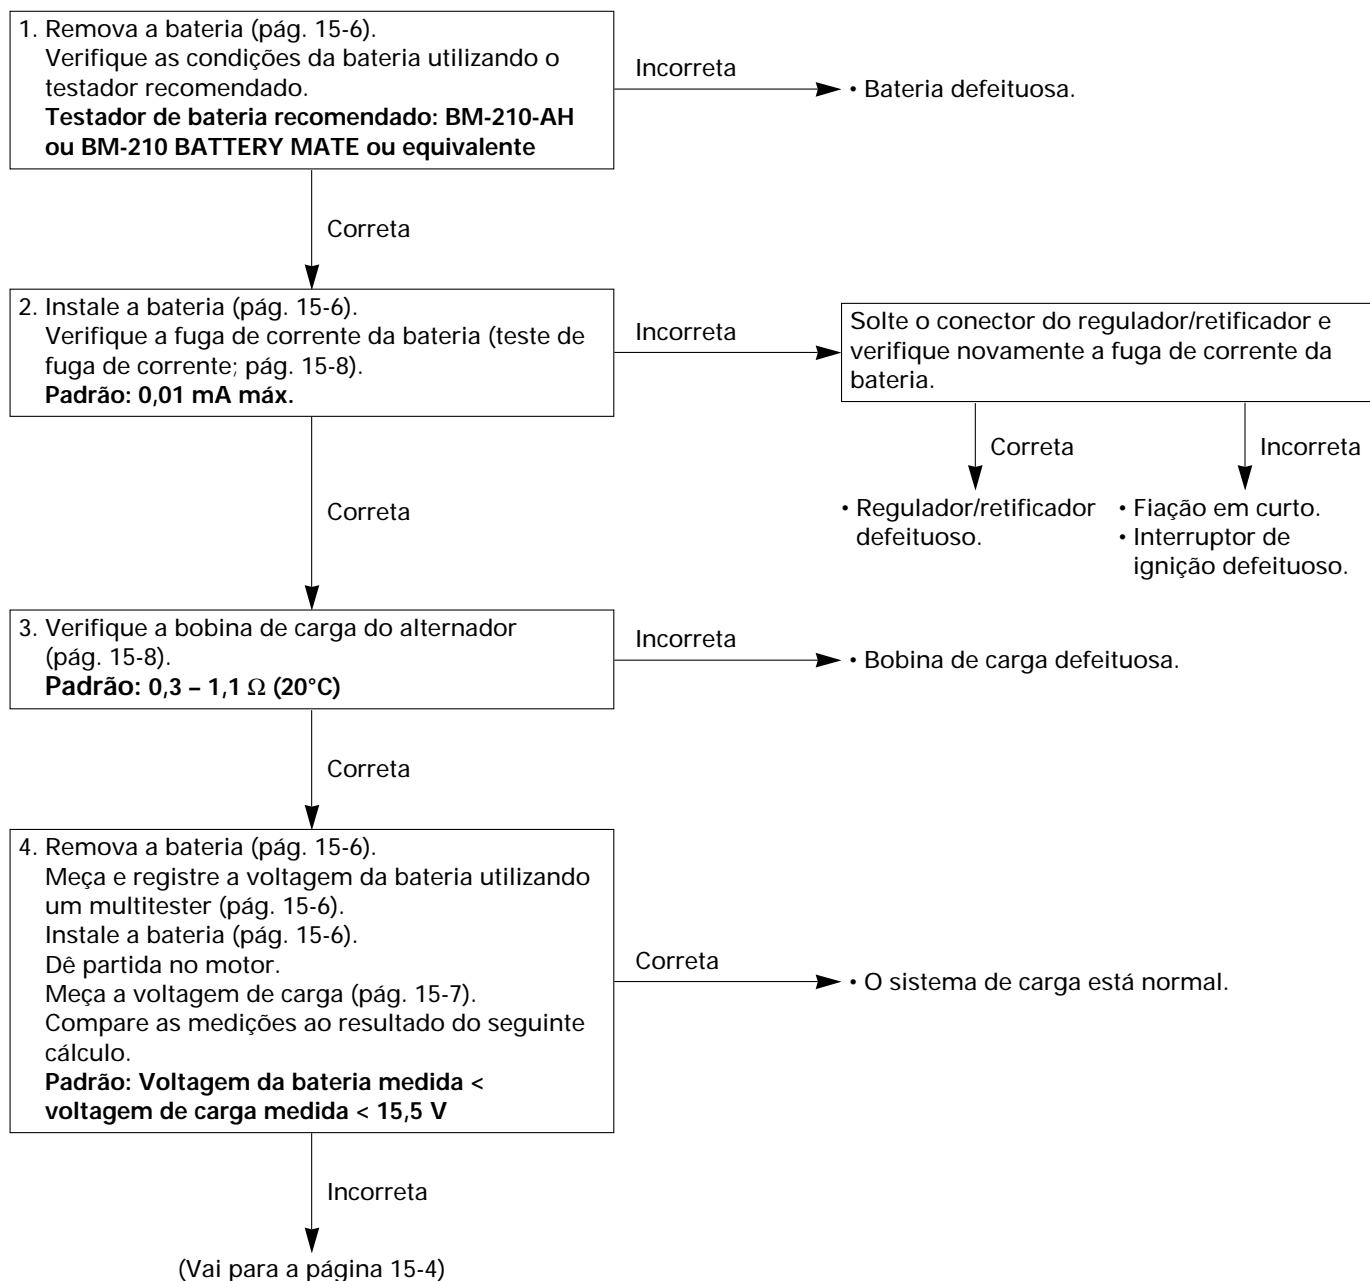 1. Remova a bateria (pág. 15-6).
Verifique as condições da bateria utilizando o
testador recomendado.
Testador de bateria recomendado: BM-210-AH
ou BM-210 BATTERY MATE ou equivalente
Incorreta
• Bateria defeituosa.
Correta
2. Instale a bateria (pág. 15-6).
Verifique a fuga de corrente da bateria (teste de
fuga de corrente; pág. 15-8).
Padrão: 0,01 mA máx.
Incorreta
Solte o conector do regulador/retificador e
verifique novamente a fuga de corrente da
bateria.
Correta
Incorreta
• Regulador/retificador
defeituoso.
• Fiação em curto.
• Interruptor de
ignição defeituoso.
Correta
3. Verifique a bobina de carga do alternador
(pág. 15-8).
Padrão: 0,3 – 1,1 Ω (20°C)
Incorreta
• Bobina de carga defeituosa.
Correta
4. Remova a bateria (pág. 15-6).
Meça e registre a voltagem da bateria utilizando
um multitester (pág. 15-6).
Instale a bateria (pág. 15-6).
Dê partida no motor.
Meça a voltagem de carga (pág. 15-7).
Compare as medições ao resultado do seguinte
cálculo.
Padrão: Voltagem da bateria medida <
voltagem de carga medida < 15,5 V
Correta
• O sistema de carga está normal.
Incorreta
(Vai para a página 15-4)